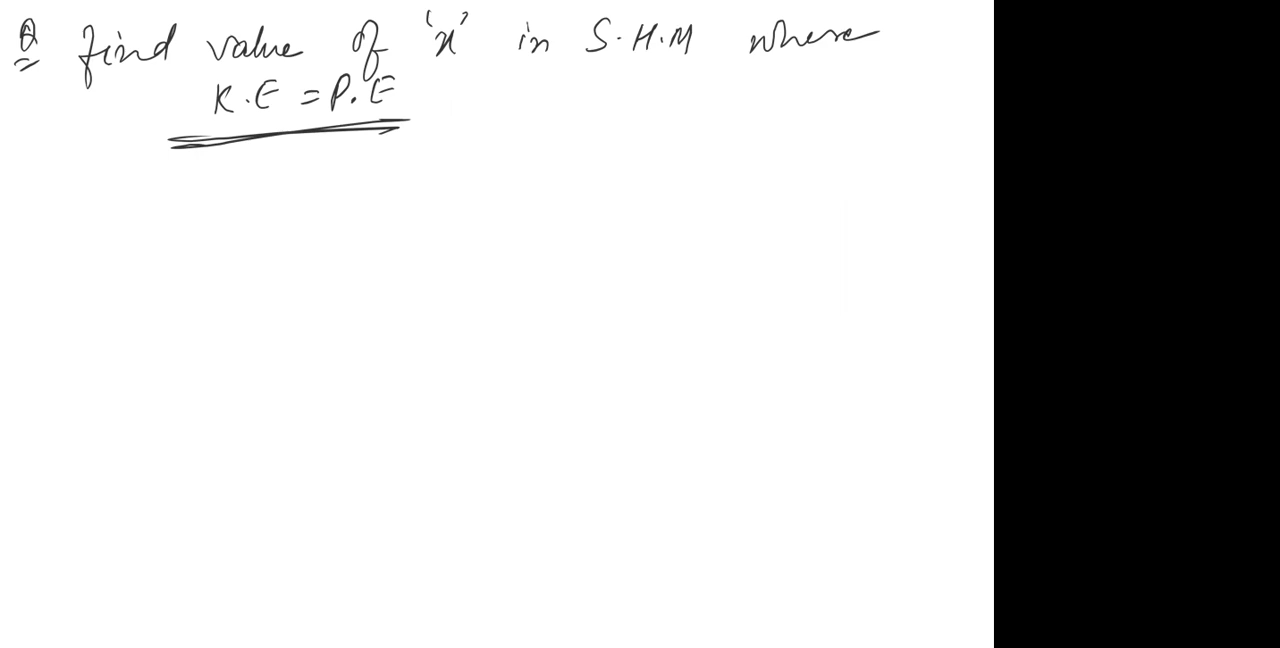 Q find value of 'x' in S.H.M where
K.E = P.E